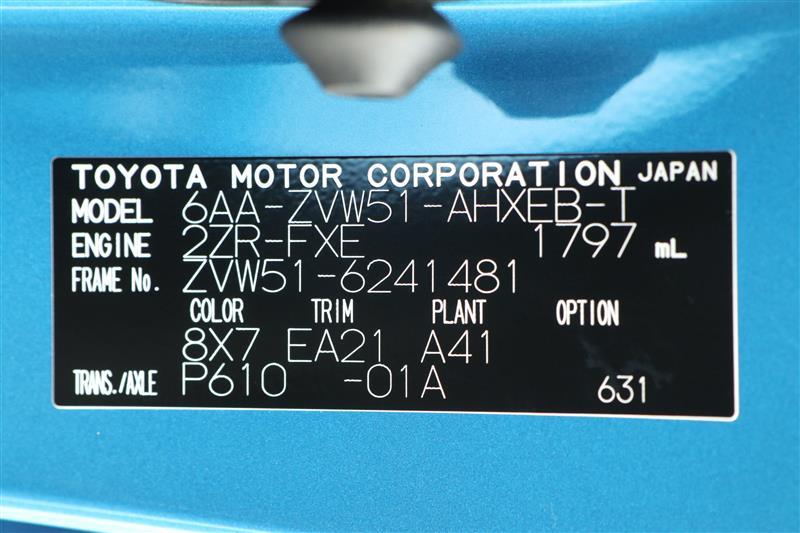 TOYOTA MOTOR CORPORATION JAPAN
MODEL 6AA-ZVW51-AHXEB-T
ENGINE 2ZR-FXE 1797 mL
FRAME No. ZVW51-6241481
COLOR TRIM PLANT OPTION
8X7 EA21 A41
TRANS./AXLE P610 -01A 631